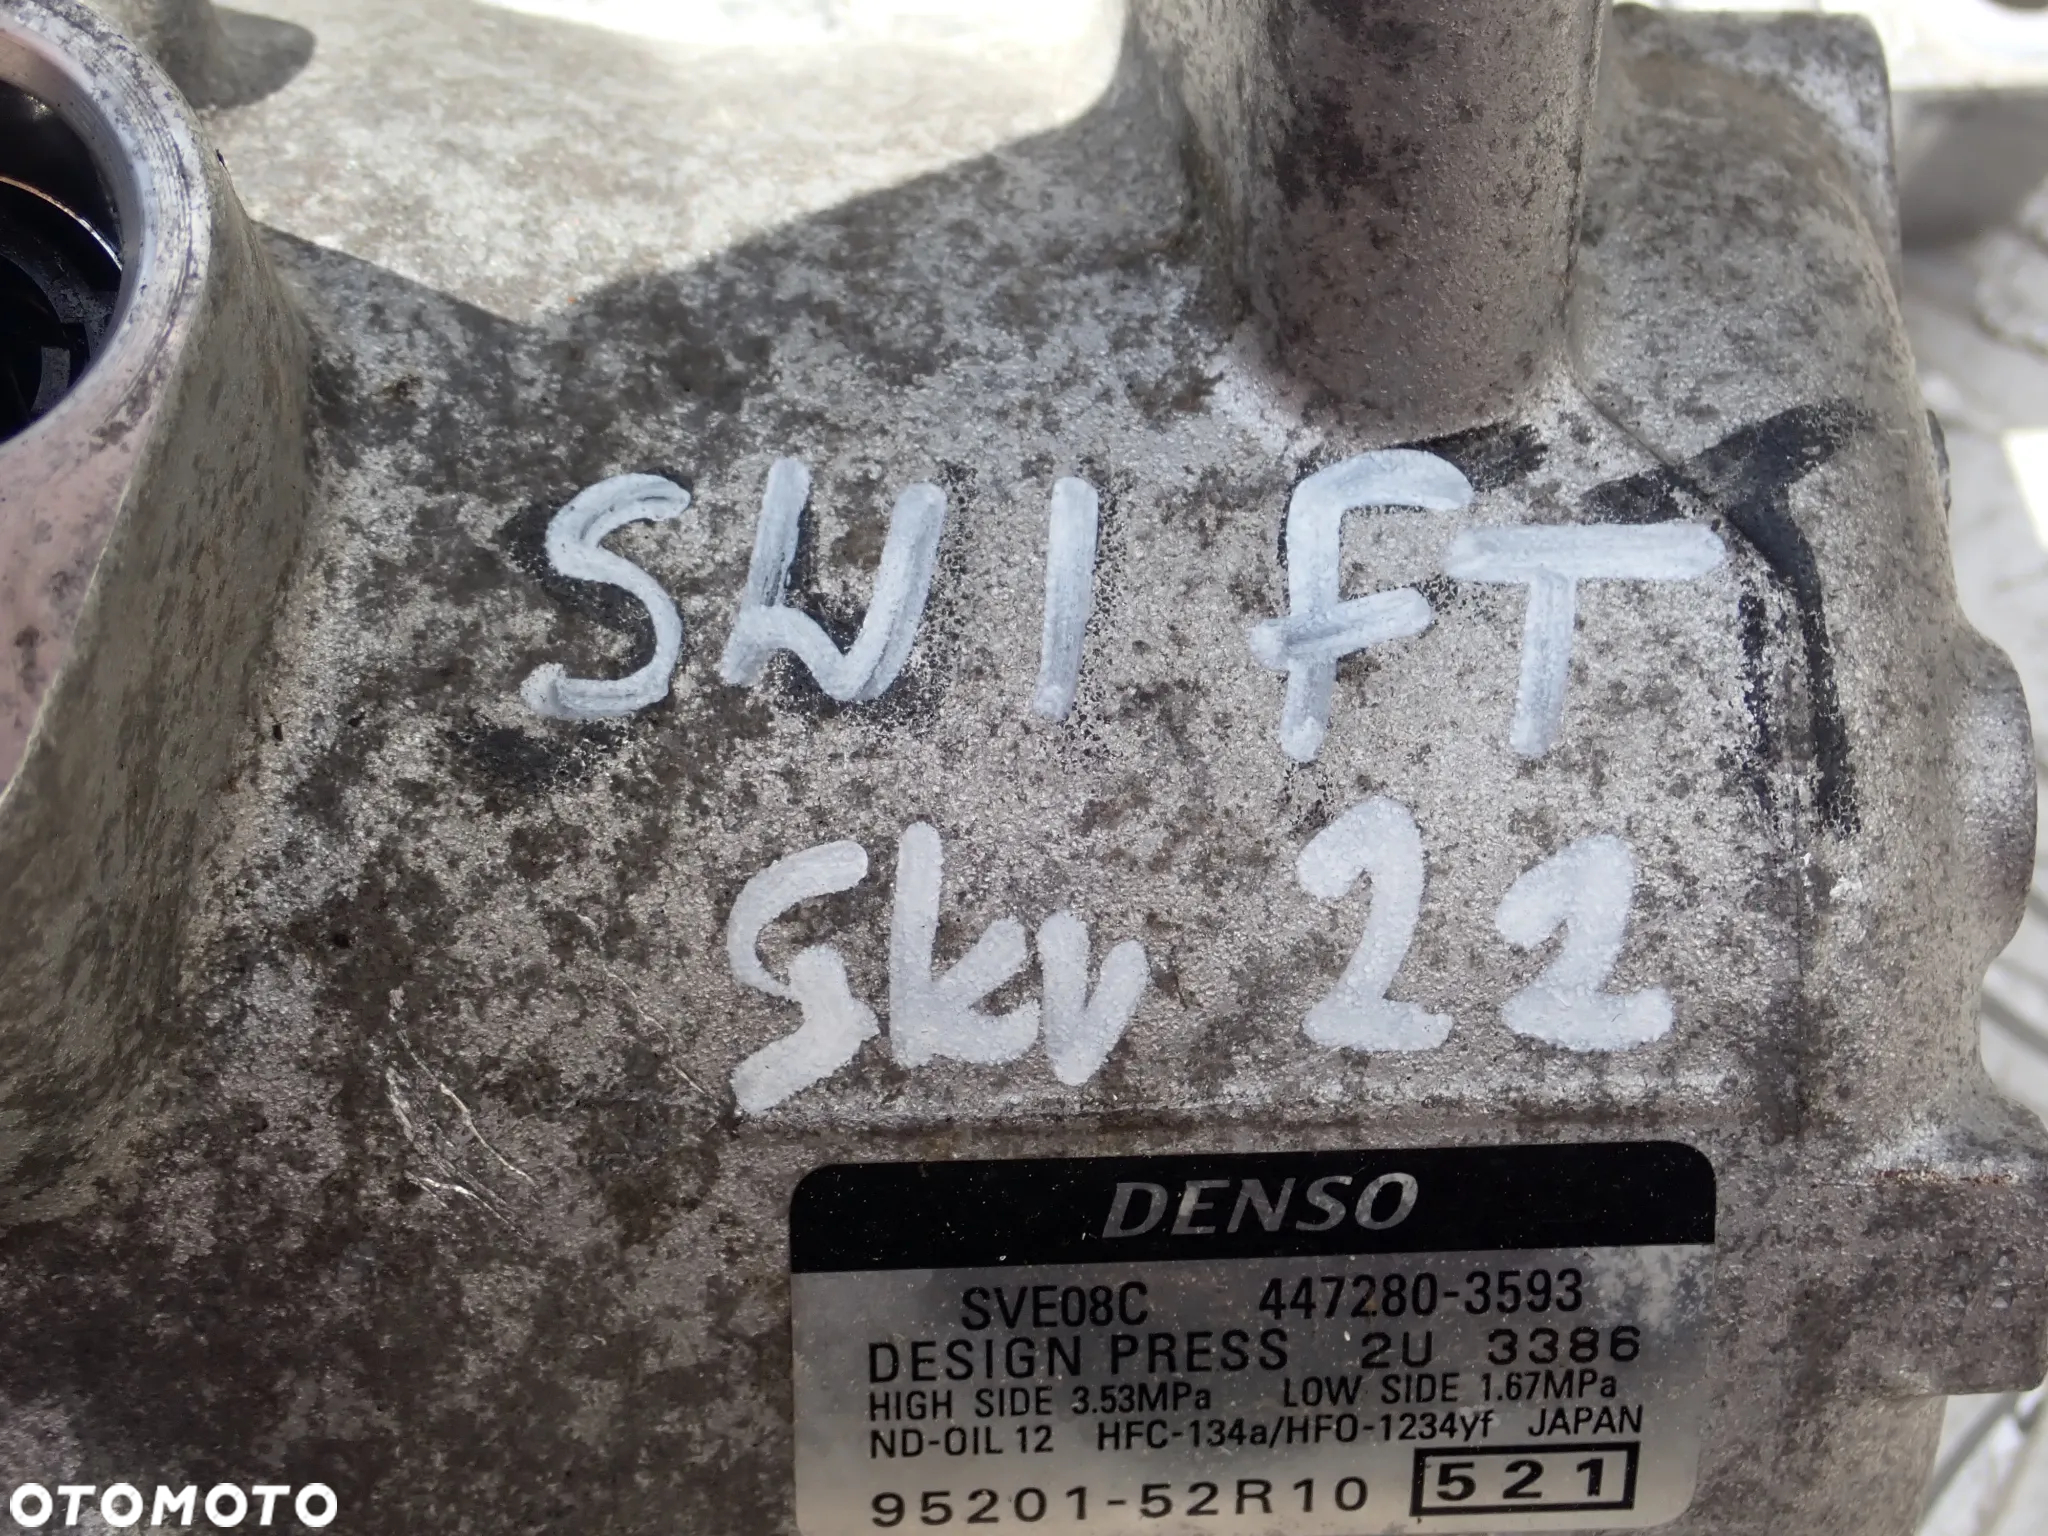 SWIFT
SKV 22
DENSO
SVE08C 447280-3593
DESIGN PRESS 2U 3386
HIGH SIDE 3.53MPa LOW SIDE 1.67MPa
ND-OIL 12 HFC-134a/HFO-1234yf JAPAN
95201-52R10 521
OTOMOTO